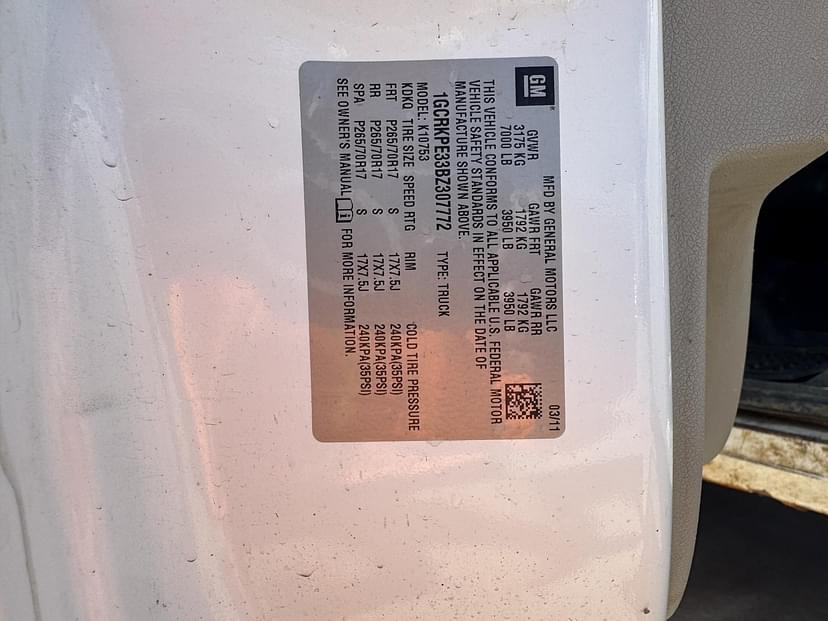 GM
MFD BY GENERAL MOTORS LLC 03/11
GVWR GAWR FRT GAWR RR
3175 KG 1792 KG 1792 KG
7000 LB 3950 LB 3950 LB
THIS VEHICLE CONFORMS TO ALL APPLICABLE U.S. FEDERAL MOTOR
VEHICLE SAFETY STANDARDS IN EFFECT ON THE DATE OF
MANUFACTURE SHOWN ABOVE.
1GCRKPE33BZ307772 TYPE: TRUCK
MODEL: K10753
KDKQ TIRE SIZE SPEED RTG RIM COLD TIRE PRESSURE
FRT P265/70R17 S 17X7.5J 240KPA(35PSI)
RR P265/70R17 S 17X7.5J 240KPA(35PSI)
SPA P265/70R17 S 17X7.5J 240KPA(35PSI)
SEE OWNER'S MANUAL FOR MORE INFORMATION.